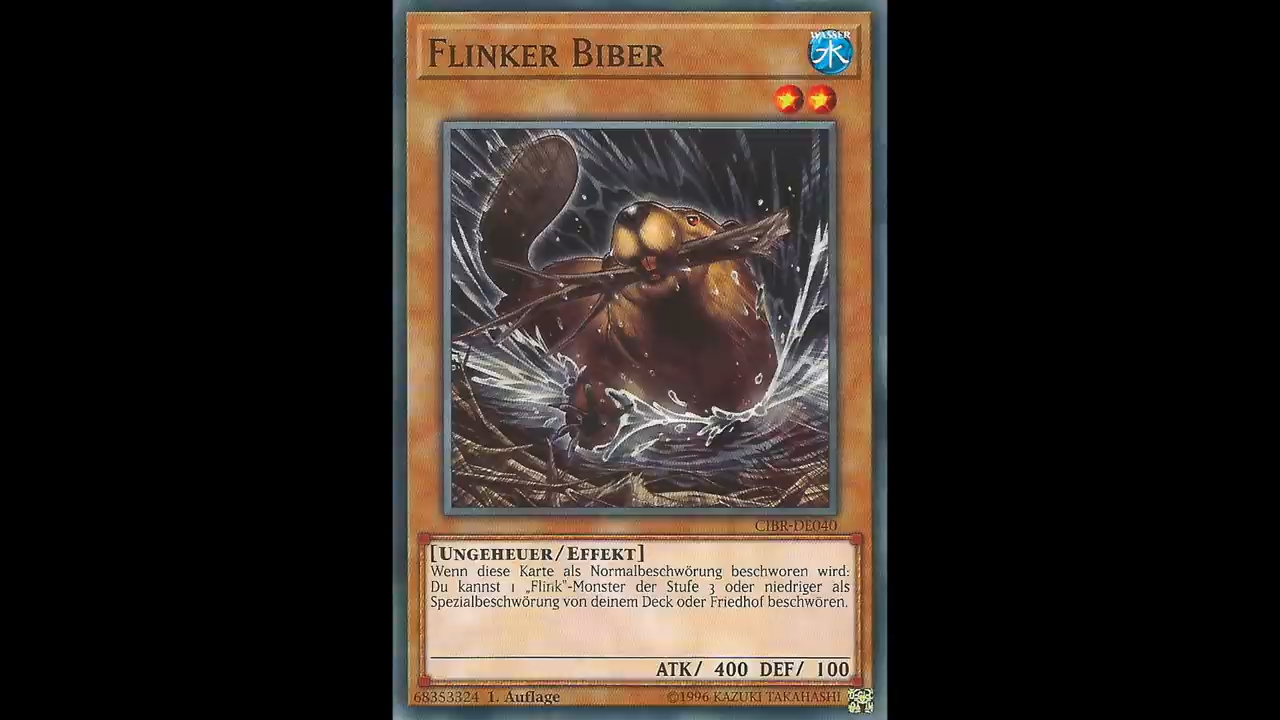 Flinker Biber
WASSER
水
CIBR-DE040
[Ungeheuer/Effekt]
Wenn diese Karte als Normalbeschwörung beschworen wird:
Du kannst 1 „Flink“-Monster der Stufe 3 oder niedriger als
Spezialbeschwörung von deinem Deck oder Friedhof beschwören.
ATK/ 400 DEF/ 100
68353324 1. Auflage ©1996 KAZUKI TAKAHASHI